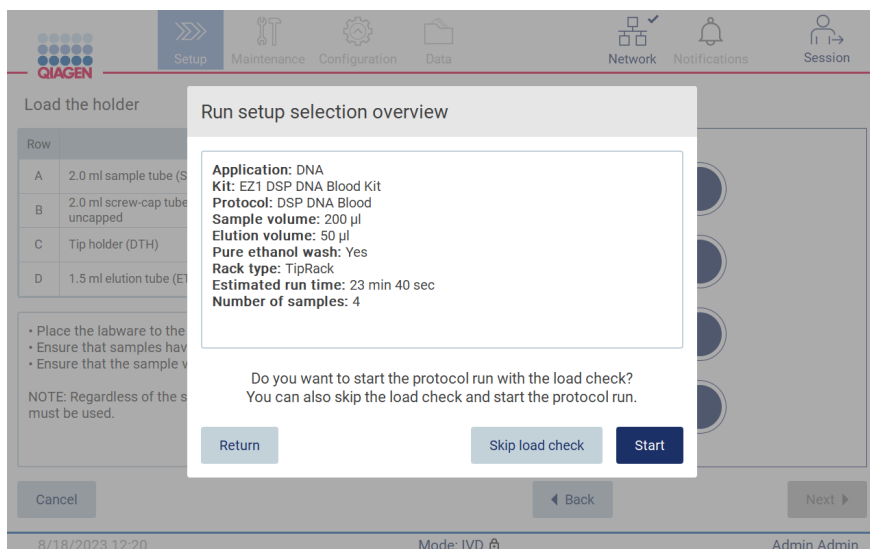 QIAGEN
Setup
Maintenance
Configuration
Data
Network
Notifications
Session
Load the holder
Row
A 2.0 ml sample tube (S
B 2.0 ml screw-cap tube
uncapped
C Tip holder (DTH)
D 1.5 ml elution tube (ET
• Place the labware to the
• Ensure that samples hav
• Ensure that the sample v
NOTE: Regardless of the s
must be used.
Run setup selection overview
Application: DNA
Kit: EZ1 DSP DNA Blood Kit
Protocol: DSP DNA Blood
Sample volume: 200 µl
Elution volume: 50 µl
Pure ethanol wash: Yes
Rack type: TipRack
Estimated run time: 23 min 40 sec
Number of samples: 4
Do you want to start the protocol run with the load check?
You can also skip the load check and start the protocol run.
Return
Skip load check
Start
Cancel
Back
Next
8/18/2023 12:20
Mode: IVD
Admin Admin